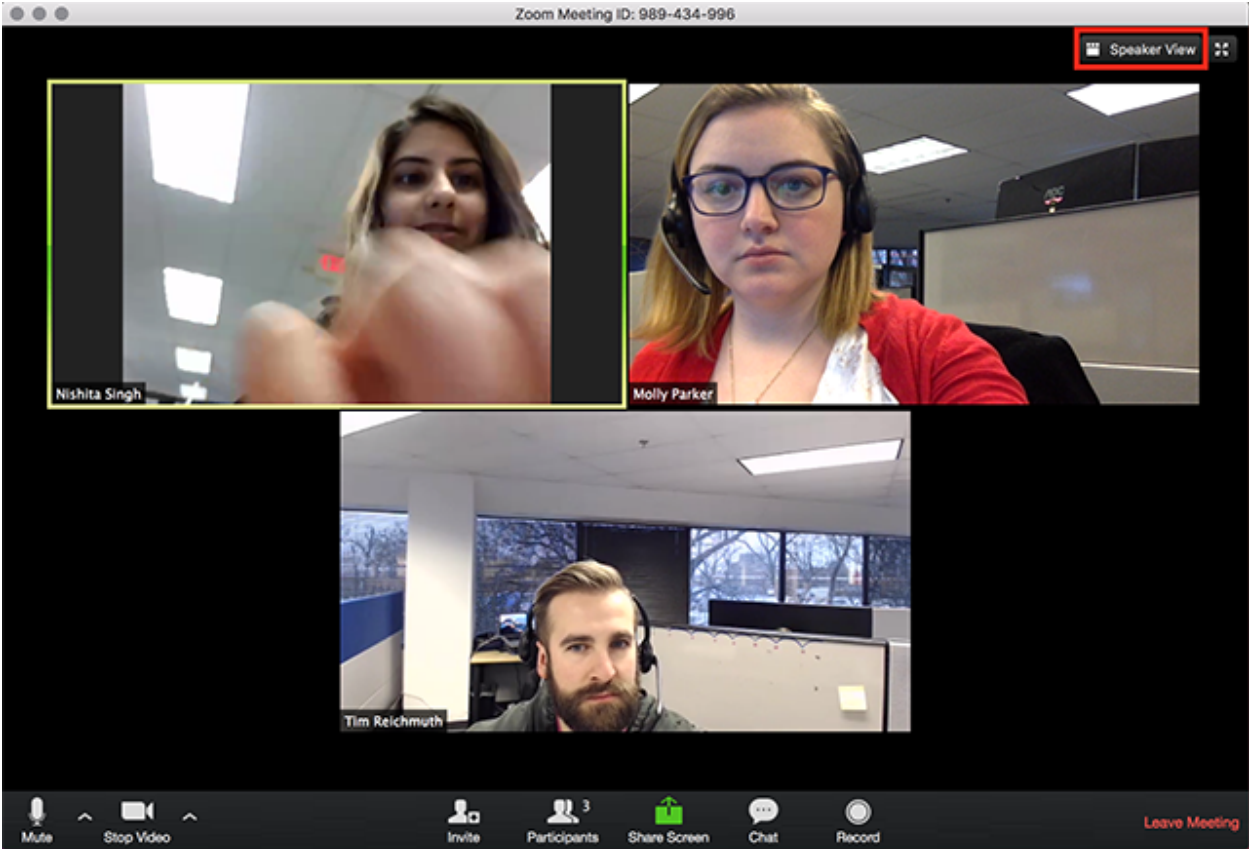 Zoom Meeting ID: 989-434-996
Speaker View
Nishita Singh
Molly Parker
Tim Reichmuth
3
Mute Stop Video Invite Participants Share Screen Chat Record Leave Meeting